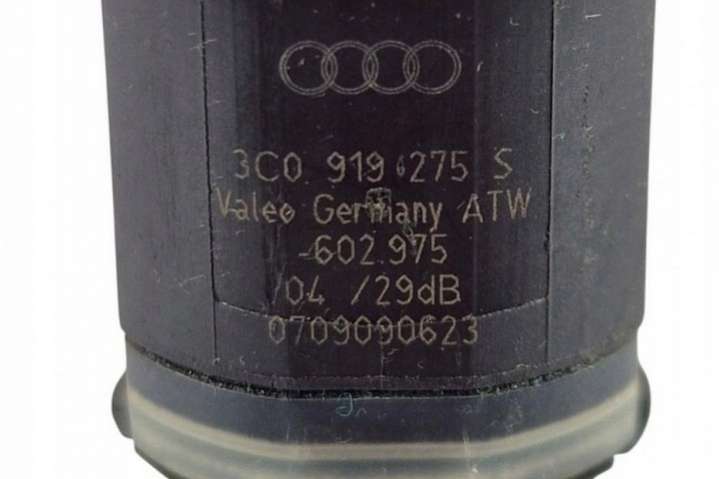 3C0 919 275 S
Valeo Germany ATW
602.975
/04 /29dB
0709090623